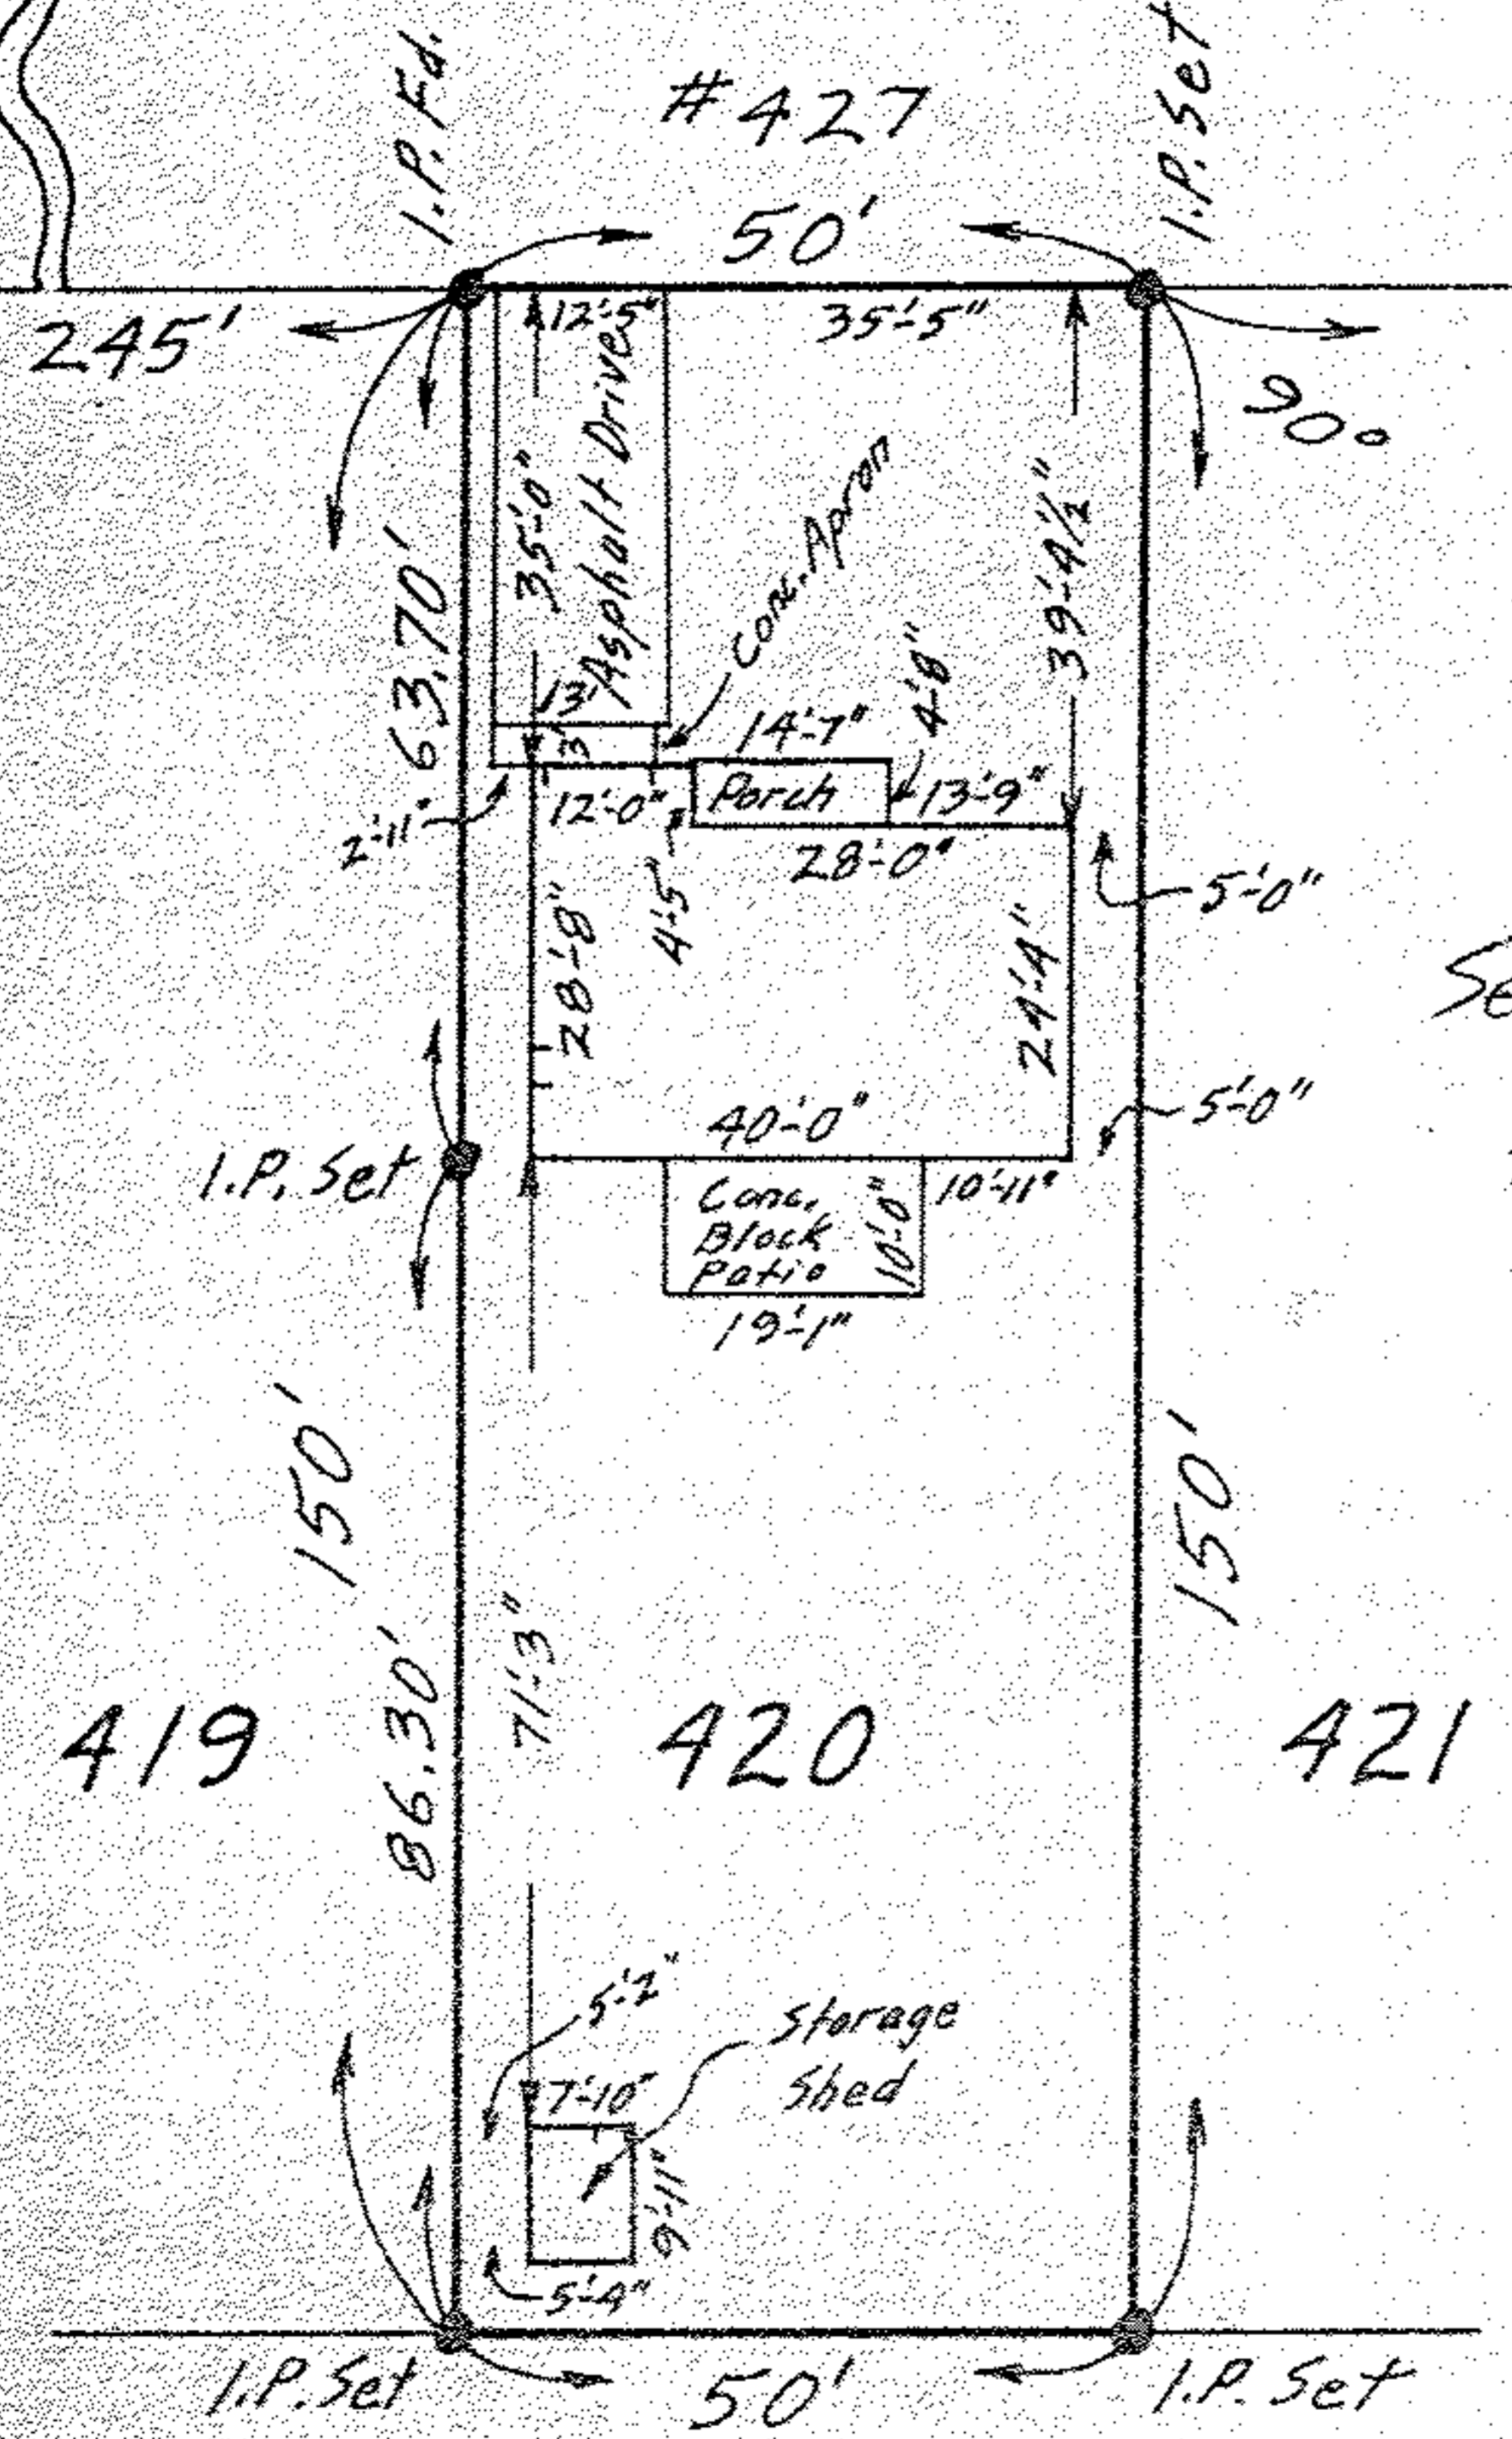 I.P. Fd.
#427
I.P. Set
50'
245'
12'-5"
35'-5"
90°
35'-0"
Asphalt Drive
Conc. Apron
39'-4½"
63.70'
13'
3'
14'-7"
4'-8"
2'-11"
12'-0"
Porch
13'-9"
28'-0"
4'-5"
5'-0"
28'-8"
24'-4"
Se
40'-0"
5'-0"
I.P. Set
Conc.
Block
Patio
10'-0"
10'-11"
19'-1"
150'
150'
86.30'
71'-3"
419
420
421
5'-2"
Storage
Shed
7'-10"
9'-11"
5'-4"
I.P. Set
50'
I.P. Set